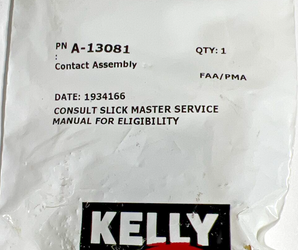 PN A-13081 QTY: 1
:
Contact Assembly
FAA/PMA
DATE: 1934166
CONSULT SLICK MASTER SERVICE
MANUAL FOR ELIGIBILITY
KELLY